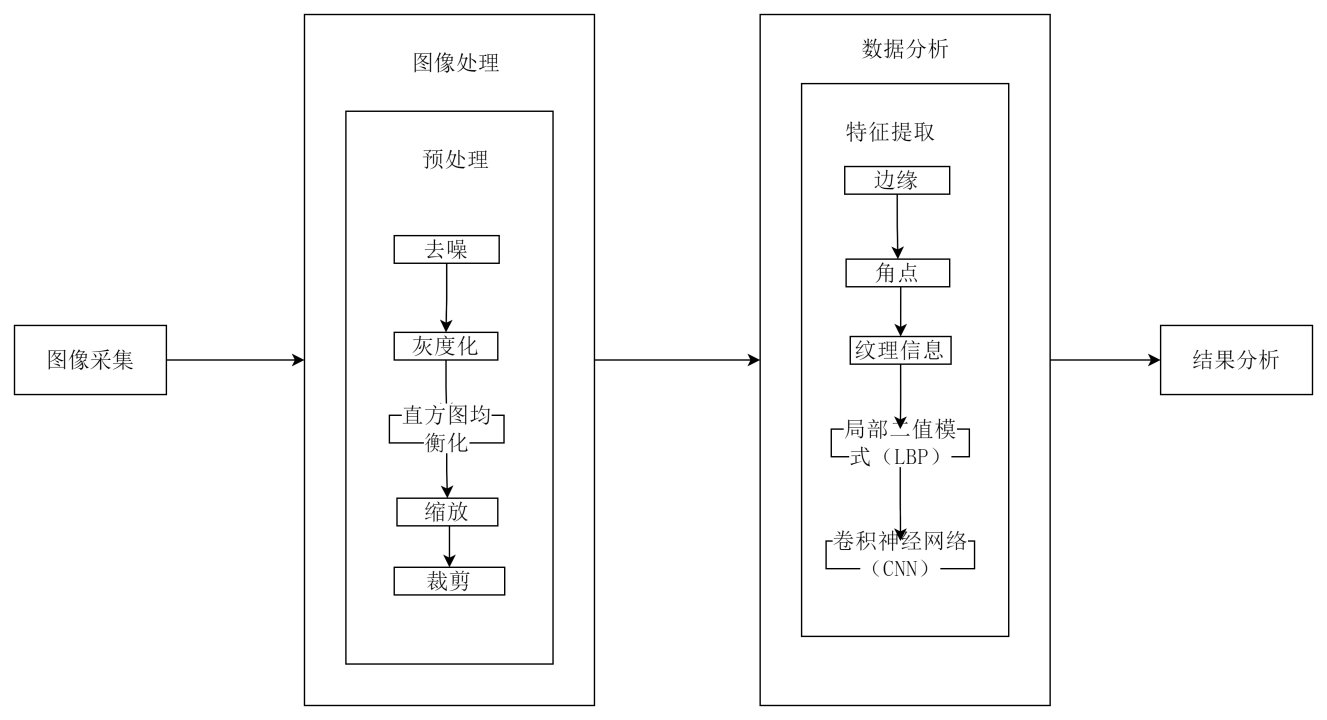 图像采集
图像处理
预处理
去噪
灰度化
直方图均
衡化
缩放
裁剪
数据分析
特征提取
边缘
角点
纹理信息
局部二值模
式（LBP）
卷积神经网络
（CNN）
结果分析